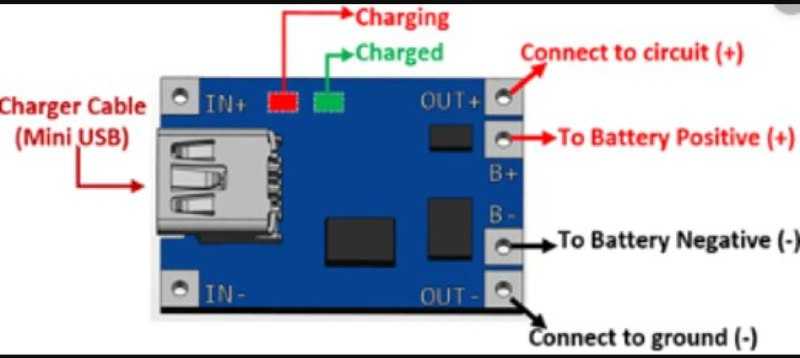 Charging
Charged
Connect to circuit (+)
Charger Cable
(Mini USB)
IN+
OUT+
To Battery Positive (+)
B+
B-
To Battery Negative (-)
IN-
OUT-
Connect to ground (-)